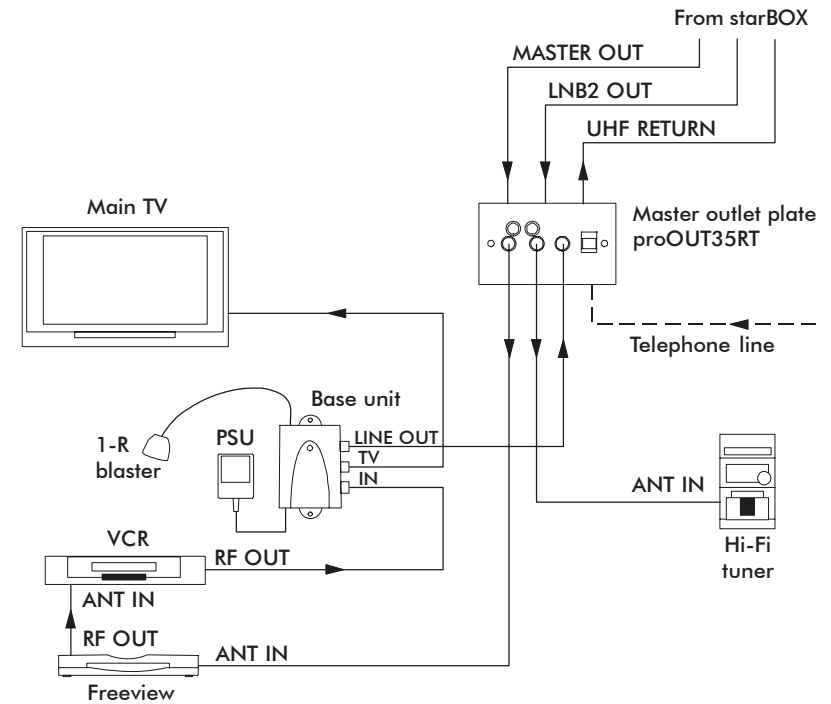 From starBOX
MASTER OUT
LNB2 OUT
UHF RETURN
Main TV
Master outlet plate
proOUT35RT
Telephone line
Base unit
1-R
blaster
PSU
LINE OUT
TV
IN
ANT IN
Hi-Fi
tuner
VCR
RF OUT
ANT IN
RF OUT
ANT IN
Freeview